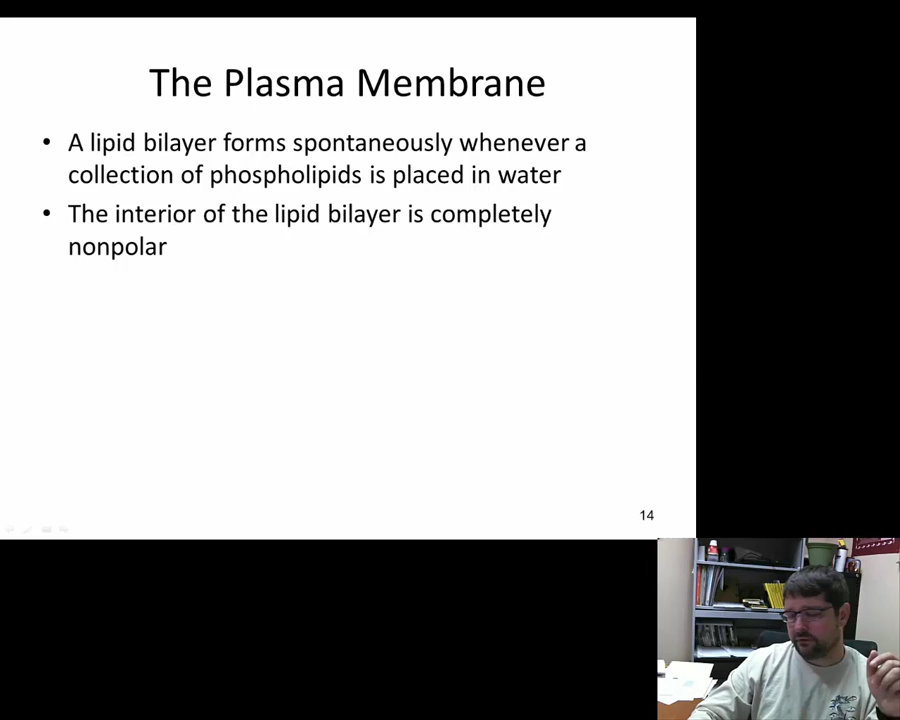 The Plasma Membrane
• A lipid bilayer forms spontaneously whenever a
collection of phospholipids is placed in water
• The interior of the lipid bilayer is completely
nonpolar
14